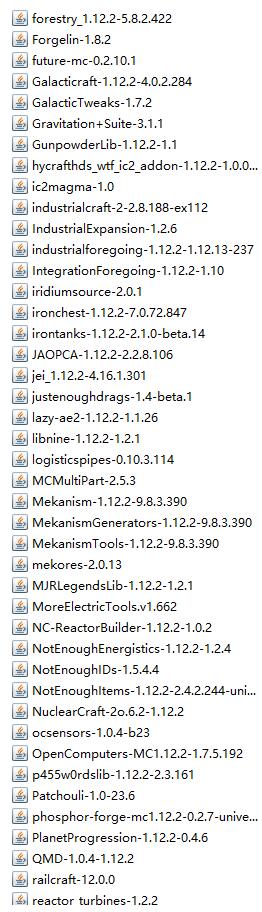 forestry_1.12.2-5.8.2.422
Forgelin-1.8.2
future-mc-0.2.10.1
Galacticraft-1.12.2-4.0.2.284
GalacticTweaks-1.7.2
Gravitation+Suite-3.1.1
GunpowderLib-1.12.2-1.1
hycrafthds_wtf_ic2_addon-1.12.2-1.0.0...
ic2magma-1.0
industrialcraft-2-2.8.188-ex112
IndustrialExpansion-1.2.6
industrialforegoing-1.12.2-1.12.13-237
IntegrationForegoing-1.12.2-1.10
iridiumsource-2.0.1
ironchest-1.12.2-7.0.72.847
irontanks-1.12.2-2.1.0-beta.14
JAOPCA-1.12.2-2.2.8.106
jei_1.12.2-4.16.1.301
justenoughdrags-1.4-beta.1
lazy-ae2-1.12.2-1.1.26
libnine-1.12.2-1.2.1
logisticspipes-0.10.3.114
MCMultiPart-2.5.3
Mekanism-1.12.2-9.8.3.390
MekanismGenerators-1.12.2-9.8.3.390
MekanismTools-1.12.2-9.8.3.390
mekores-2.0.13
MJRLegendsLib-1.12.2-1.2.1
MoreElectricTools.v1.662
NC-ReactorBuilder-1.12.2-1.0.2
NotEnoughEnergistics-1.12.2-1.2.4
NotEnoughIDs-1.5.4.4
NotEnoughItems-1.12.2-2.4.2.244-uni...
NuclearCraft-2o.6.2-1.12.2
ocsensors-1.0.4-b23
OpenComputers-MC1.12.2-1.7.5.192
p455w0rdslib-1.12.2-2.3.161
Patchouli-1.0-23.6
phosphor-forge-mc1.12.2-0.2.7-unive...
PlanetProgression-1.12.2-0.4.6
QMD-1.0.4-1.12.2
railcraft-12.0.0
reactor_turbines-1.2.2